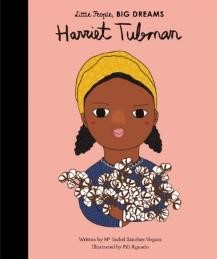 Little People, BIG DREAMS
Harriet Tubman
Written by Mª Isabel Sánchez Vegara
Illustrated by Pili Aguado